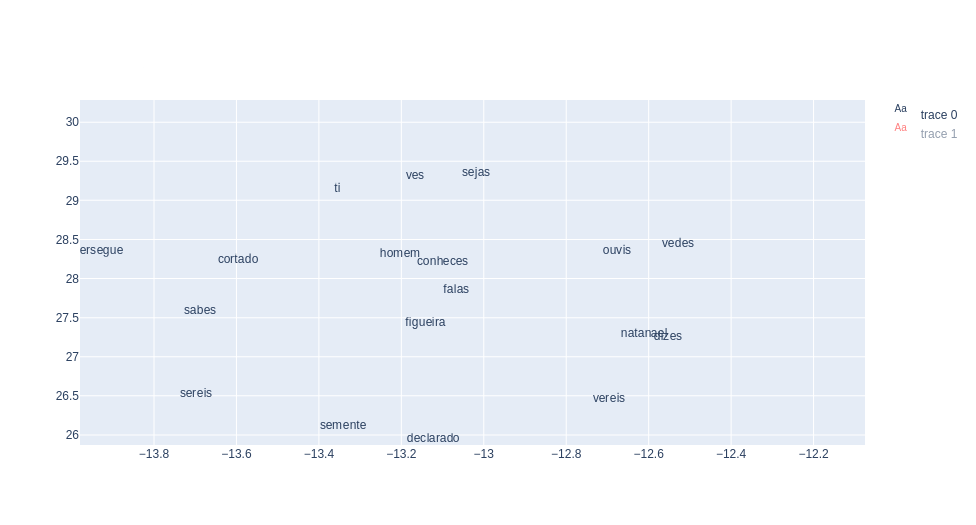 Aa trace 0
Aa trace 1
30
29.5
29
28.5
28
27.5
27
26.5
26
sejas
ves
ti
vedes
ersegue
ouvis
homem
cortado
conheces
falas
sabes
figueira
natanael
dizes
sereis
vereis
semente
declarado
−13.8 −13.6 −13.4 −13.2 −13 −12.8 −12.6 −12.4 −12.2